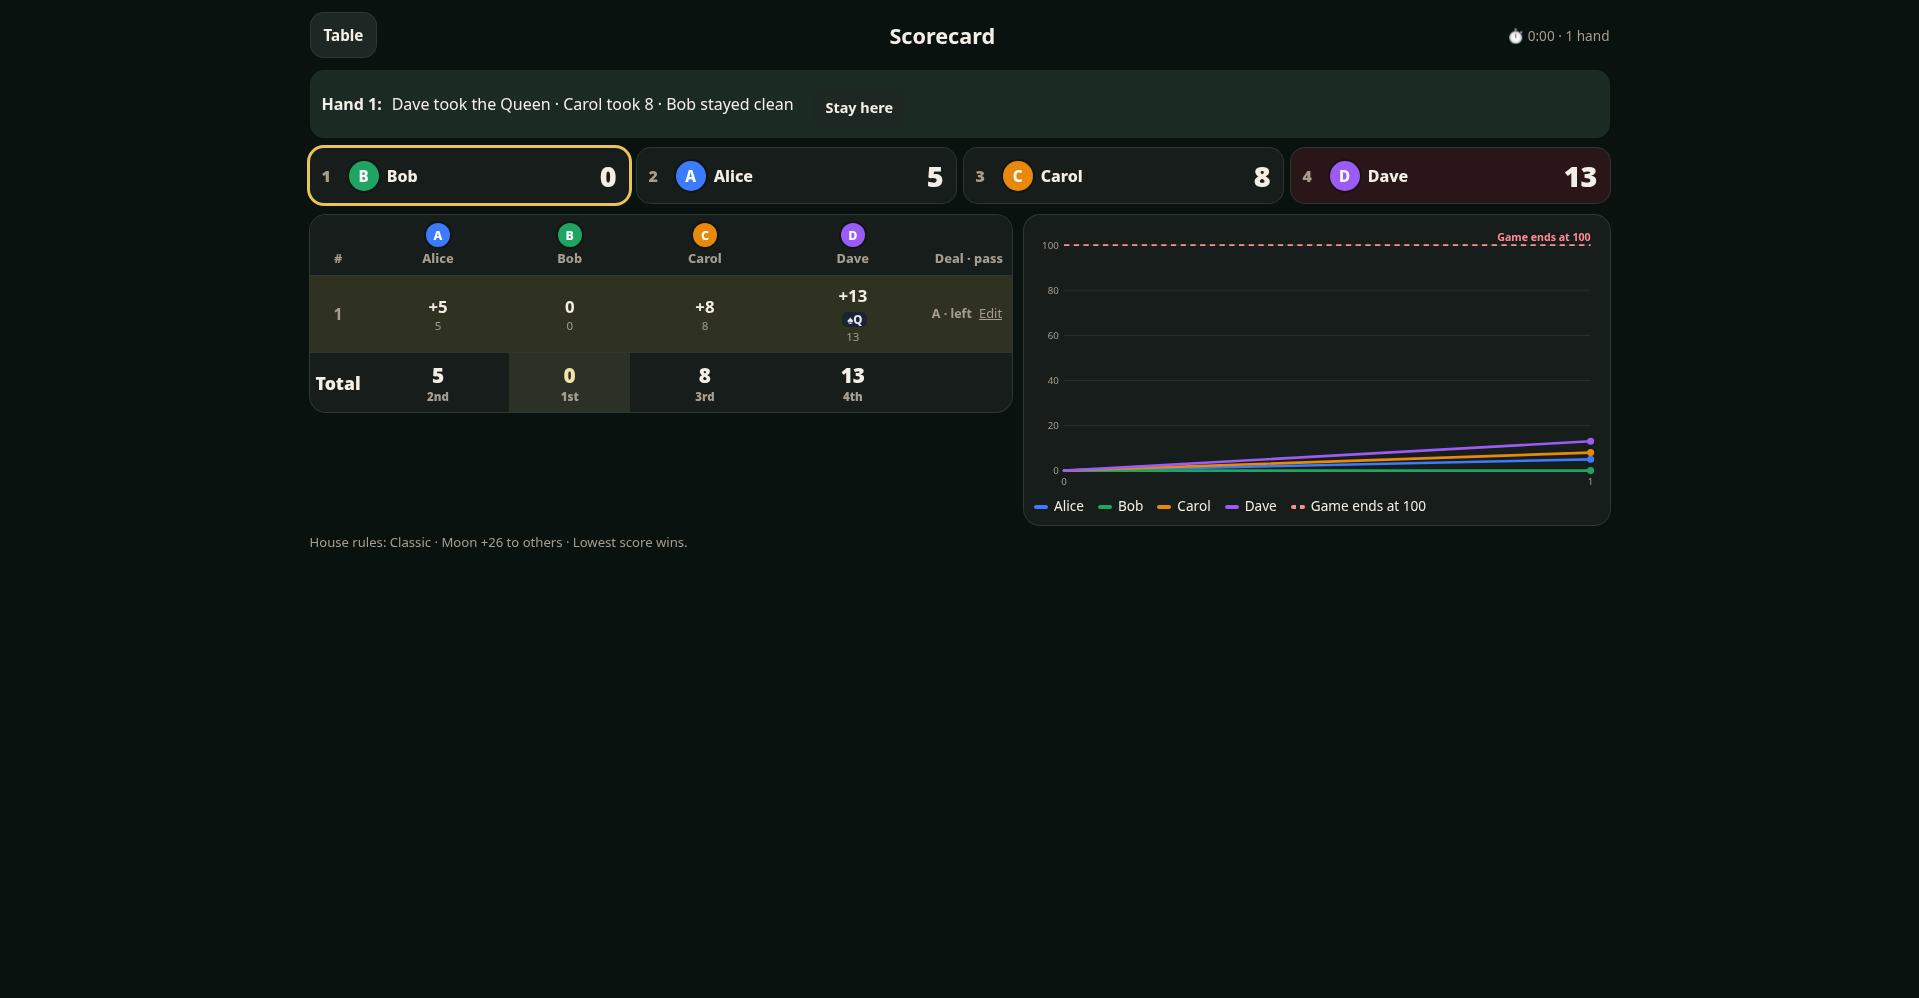 Table
Scorecard
⏱ 0:00 · 1 hand
Hand 1: Dave took the Queen · Carol took 8 · Bob stayed clean
Stay here
1 B Bob 0
2 A Alice 5
3 C Carol 8
4 D Dave 13
A B C D
# Alice Bob Carol Dave Deal · pass
1 +5 0 +8 +13 A · left Edit
♠Q
5 0 8 13
Total 5 0 8 13
2nd 1st 3rd 4th
Game ends at 100
100
80
60
40
20
0
0 1
Alice Bob Carol Dave Game ends at 100
House rules: Classic · Moon +26 to others · Lowest score wins.